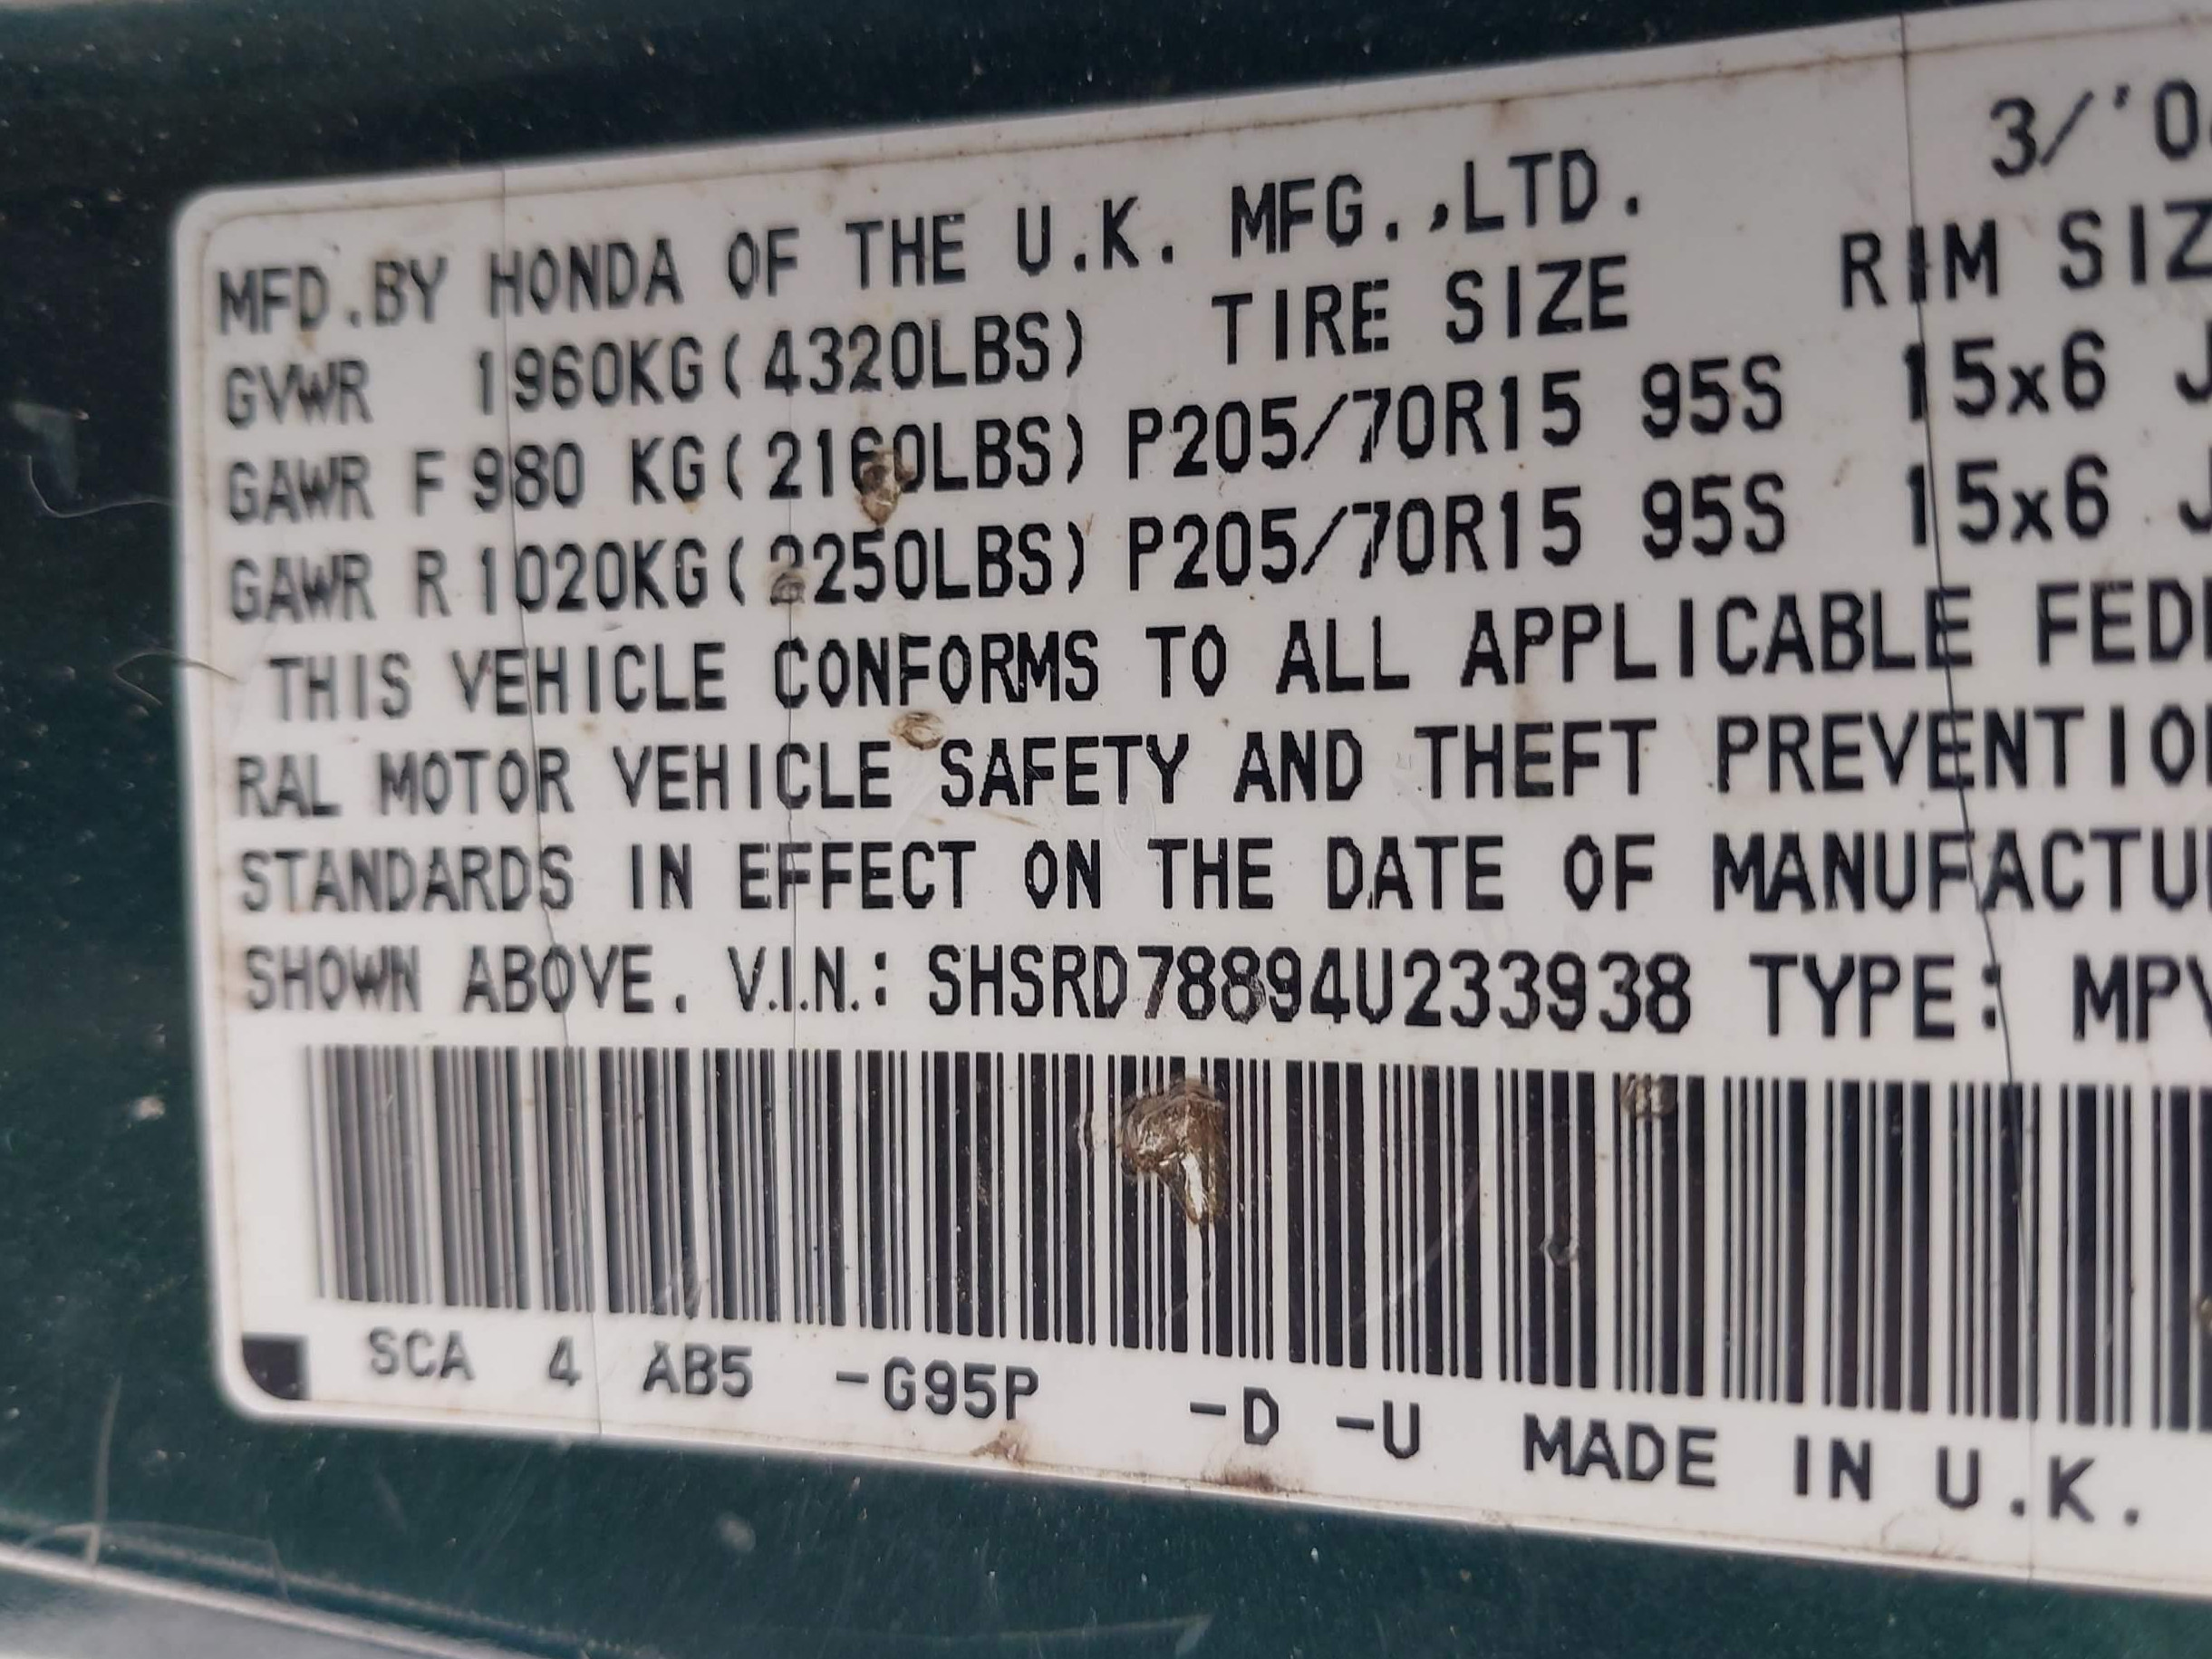 3/'0
MFD.BY HONDA OF THE U.K. MFG.,LTD.
GVWR 1960KG(4320LBS) TIRE SIZE RIM SIZ
GAWR F 980 KG(2160LBS) P205/70R15 95S 15x6 J
GAWR R 1020KG(2250LBS) P205/70R15 95S 15x6 J
THIS VEHICLE CONFORMS TO ALL APPLICABLE FED
RAL MOTOR VEHICLE SAFETY AND THEFT PREVENTIO
STANDARDS IN EFFECT ON THE DATE OF MANUFACTU
SHOWN ABOVE. V.I.N.: SHSRD78894U233938 TYPE: MPV
SCA 4 AB5 -G95P -D -U MADE IN U.K.